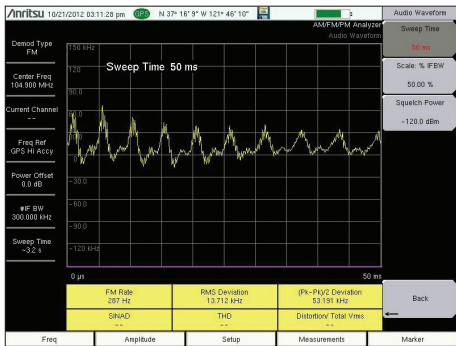 Anritsu 10/21/2012 03:11:28 pm GPS N 37° 16' 9" W 121° 46' 10"
Audio Waveform
AM/FM/PM Analyzer
Audio Waveform
Demod Type
FM
Center Freq
104.900 MHz
Current Channel
--
Freq Ref
GPS Hi Accy
Power Offset
0.0 dB
#IF BW
300.000 kHz
Sweep Time
~3.2 s
150 kHz
Sweep Time 50 ms
90.0
60.0
30.0
-30.0
-60.0
-90.0
-120 kHz
0 µs
50 ms
Sweep Time
50 ms
Scale: % IFBW
50.00 %
Squelch Power
-120.0 dBm
Back
FM Rate
287 Hz
RMS Deviation
13.712 kHz
(Pk-Pk)/2 Deviation
53.191 kHz
SINAD
--
THD
--
Distortion/ Total Vrms
--
Freq
Amplitude
Setup
Measurements
Marker